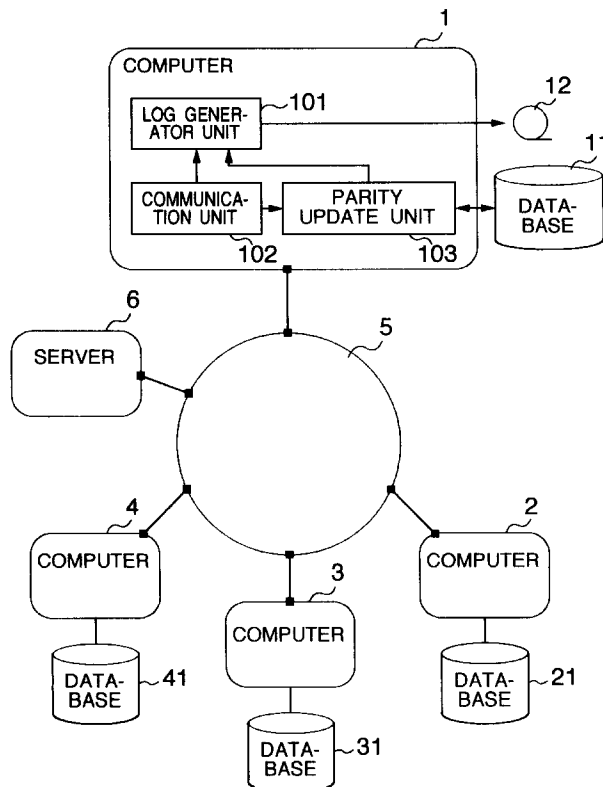 1
COMPUTER
LOG GENER-
ATOR UNIT
101
12
11
COMMUNICA-
TION UNIT
PARITY
UPDATE UNIT
DATA-
BASE
102
103
6
SERVER
5
4
COMPUTER
2
COMPUTER
3
COMPUTER
DATA-
BASE
41
DATA-
BASE
21
DATA-
BASE
31